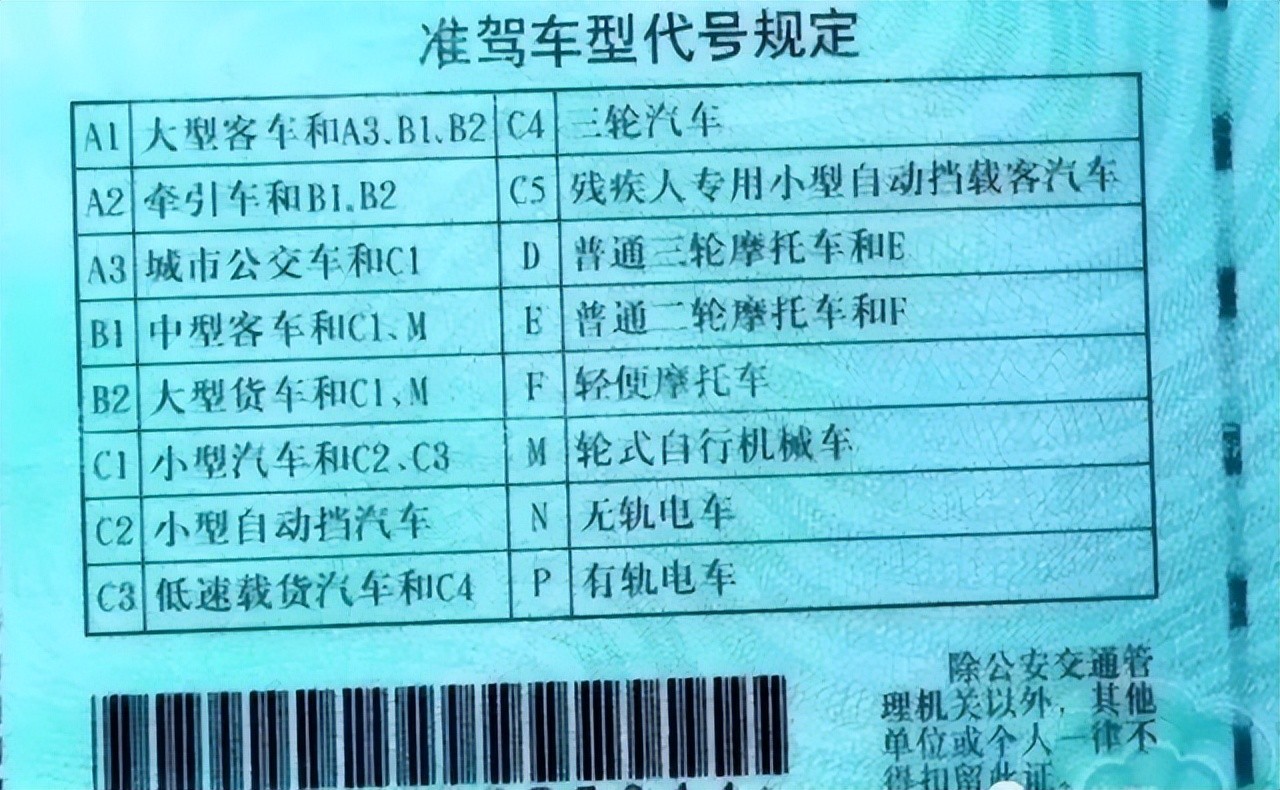 准驾车型代号规定
A1 大型客车和A3、B1、B2 C4 三轮汽车
A2 牵引车和B1、B2 C5 残疾人专用小型自动挡载客汽车
A3 城市公交车和C1 D 普通三轮摩托车和E
B1 中型客车和C1、M E 普通二轮摩托车和F
B2 大型货车和C1、M F 轻便摩托车
C1 小型汽车和C2、C3 M 轮式自行机械车
C2 小型自动挡汽车 N 无轨电车
C3 低速载货汽车和C4 P 有轨电车
除公安交通管
理机关以外，其他
单位或个人一律不
得扣留此证。